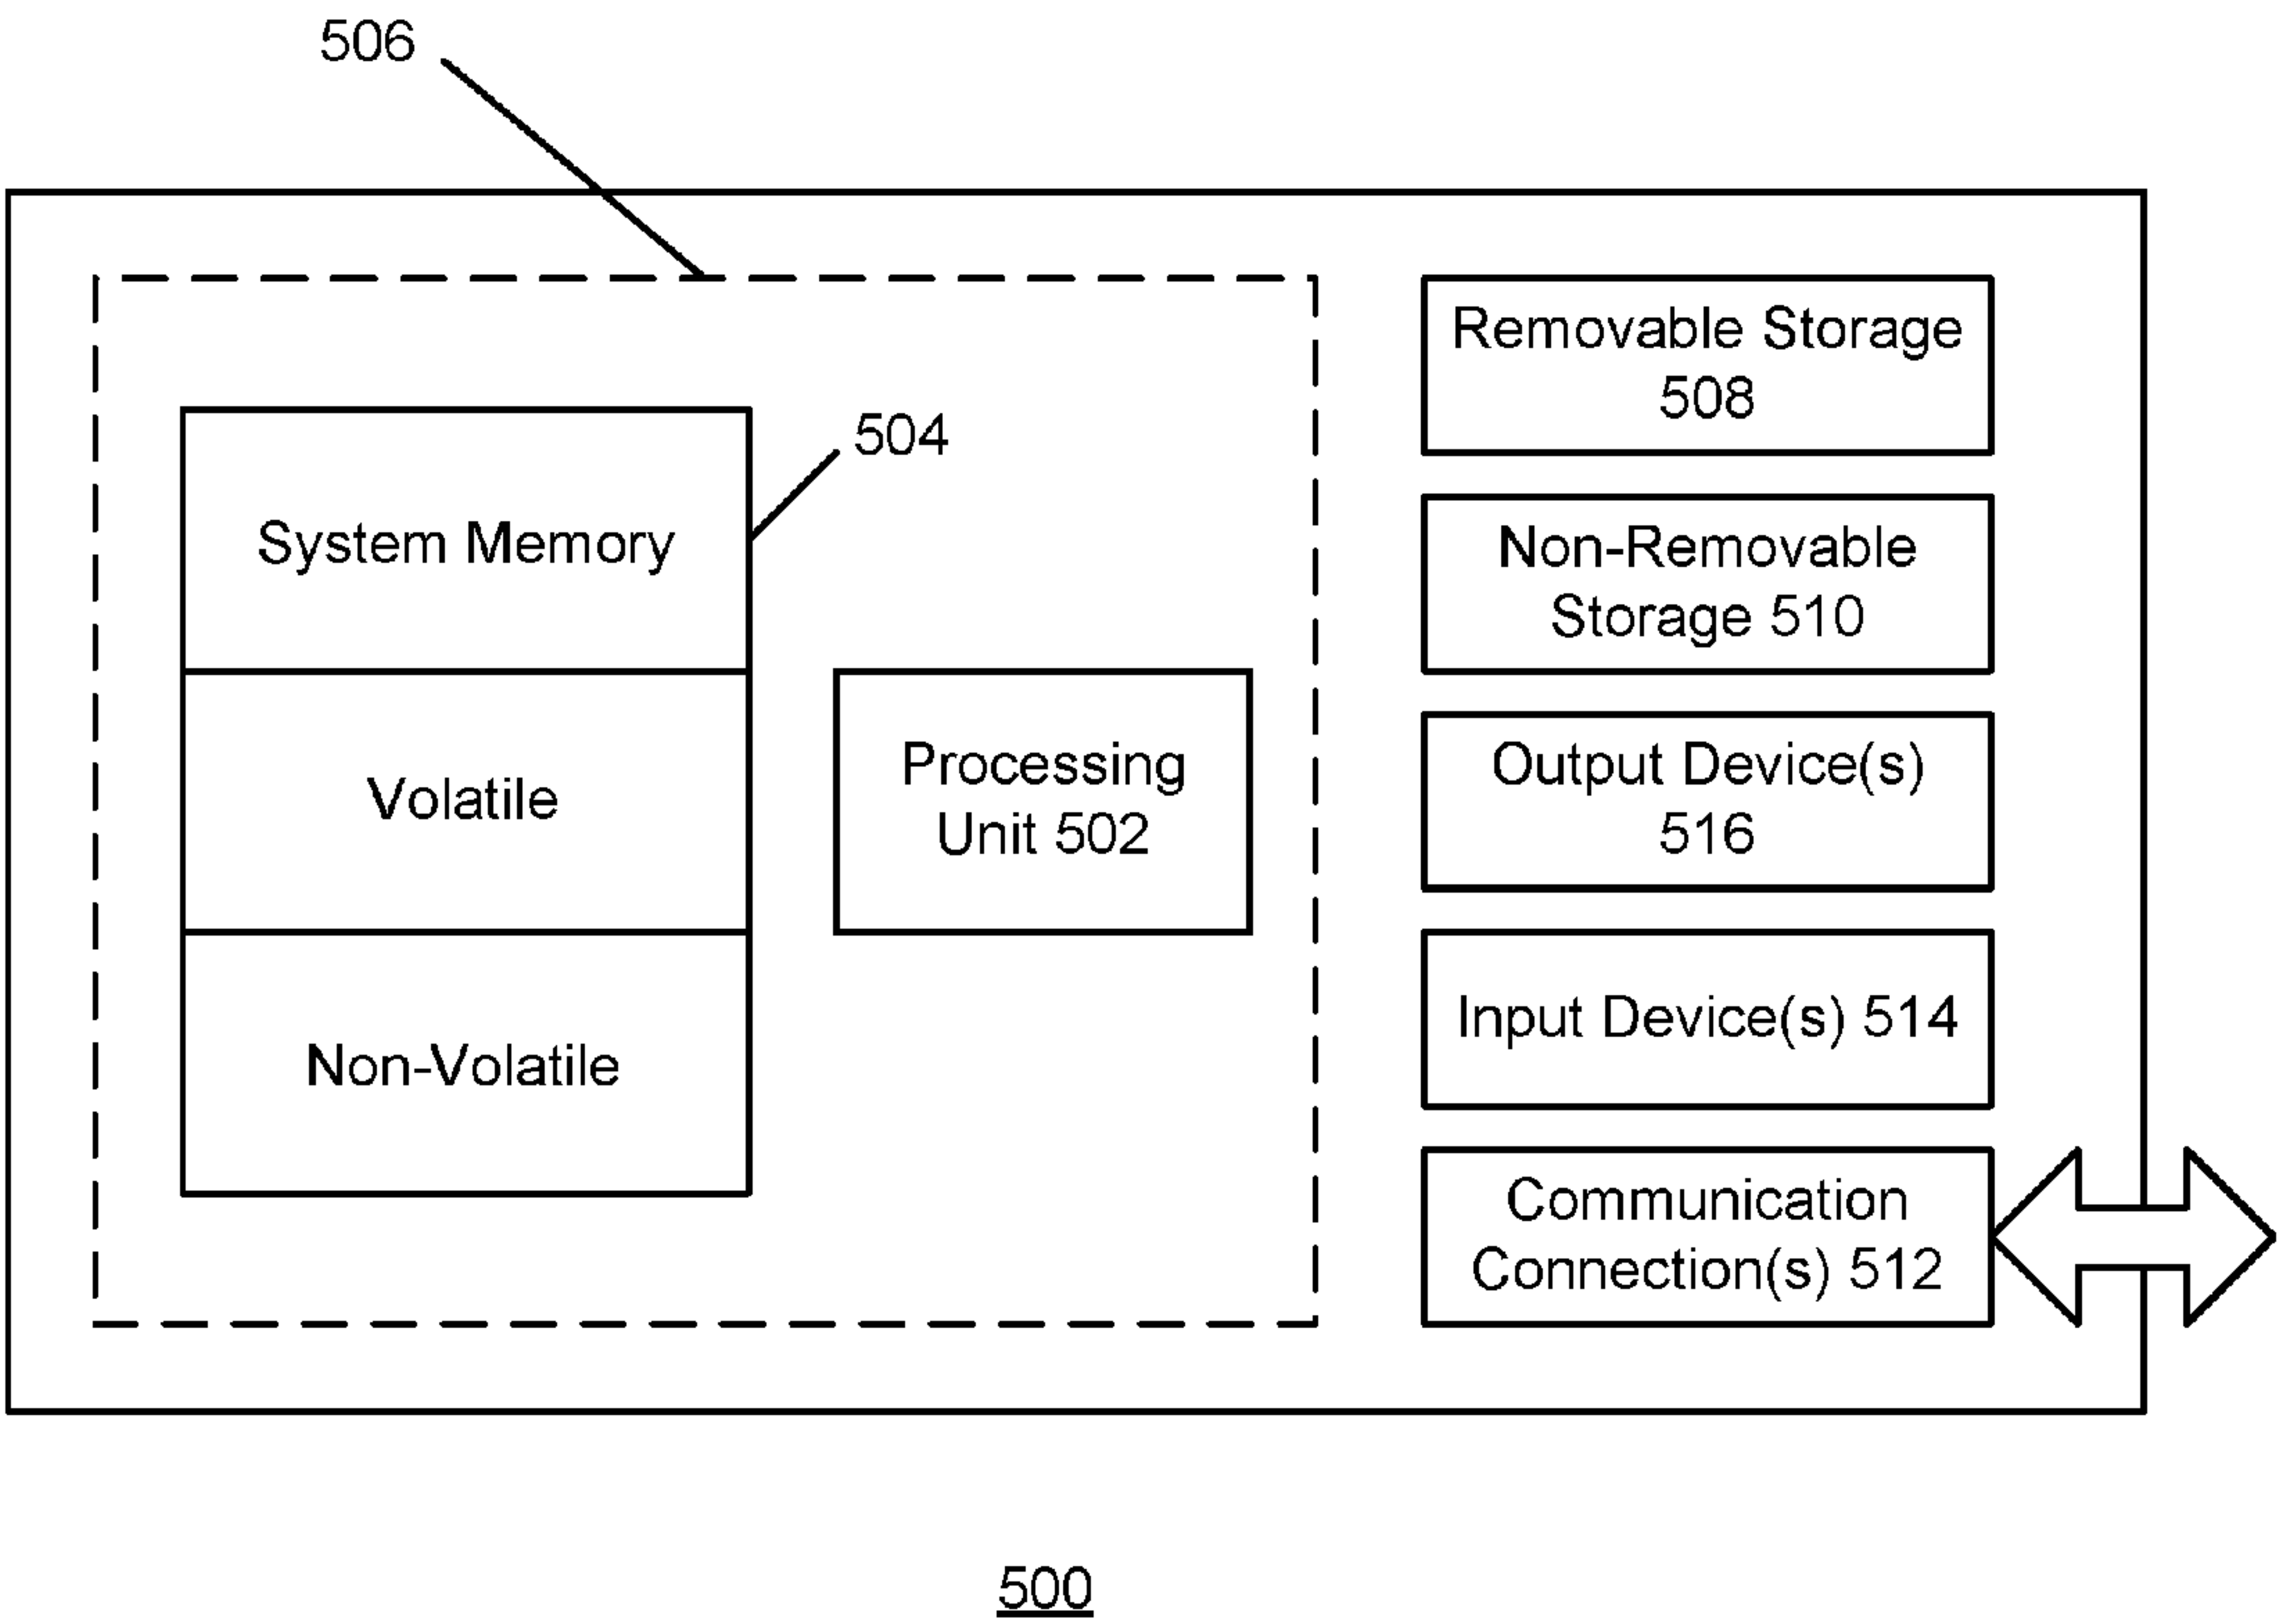 506
504
System Memory
Volatile
Non-Volatile
Processing
Unit 502
Removable Storage
508
Non-Removable
Storage 510
Output Device(s)
516
Input Device(s) 514
Communication
Connection(s) 512
500